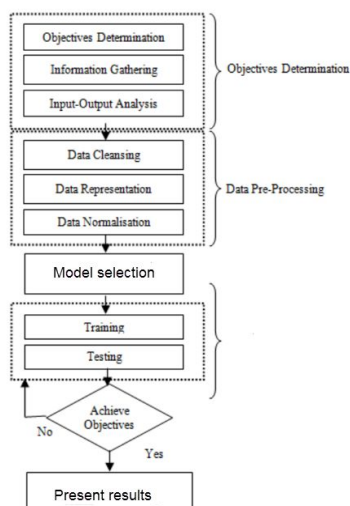 Objectives Determination
Information Gathering
Objectives Determination
Input-Output Analysis
Data Cleansing
Data Representation
Data Pre-Processing
Data Normalisation
Model selection
Training
Testing
Achieve
Objectives
No
Yes
Present results